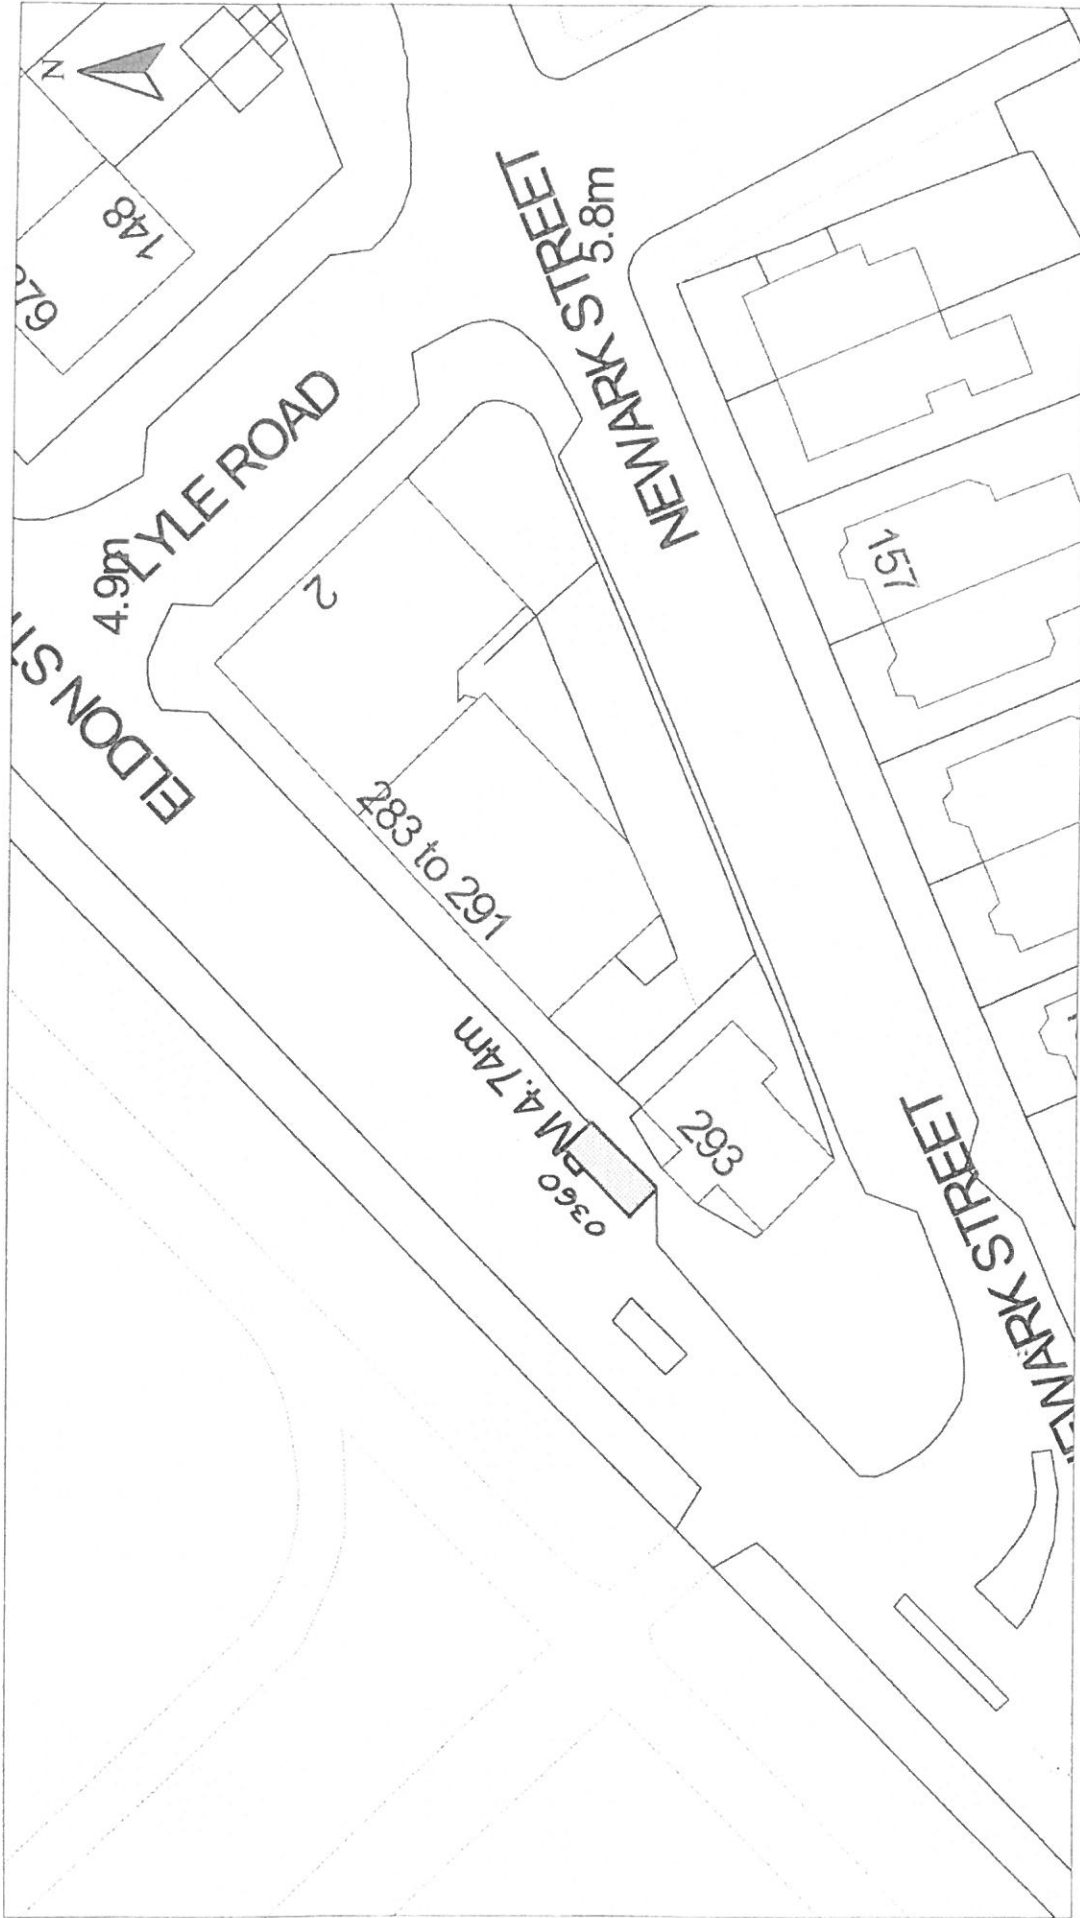 N
148
LYLE ROAD
4.9m
ELDON ST
2
NEWARK STREET
5.8m
157
283 to 291
BM 4.74m
0360
293
NEWARK STREET